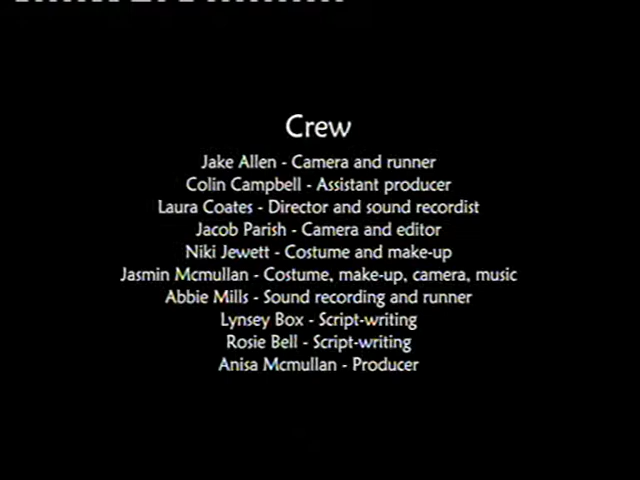 Crew
Jake Allen - Camera and runner
Colin Campbell - Assistant producer
Laura Coates - Director and sound recordist
Jacob Parish - Camera and editor
Niki Jewett - Costume and make-up
Jasmin Mcmullan - Costume, make-up, camera, music
Abbie Mills - Sound recording and runner
Lynsey Box - Script-writing
Rosie Bell - Script-writing
Anisa Mcmullan - Producer